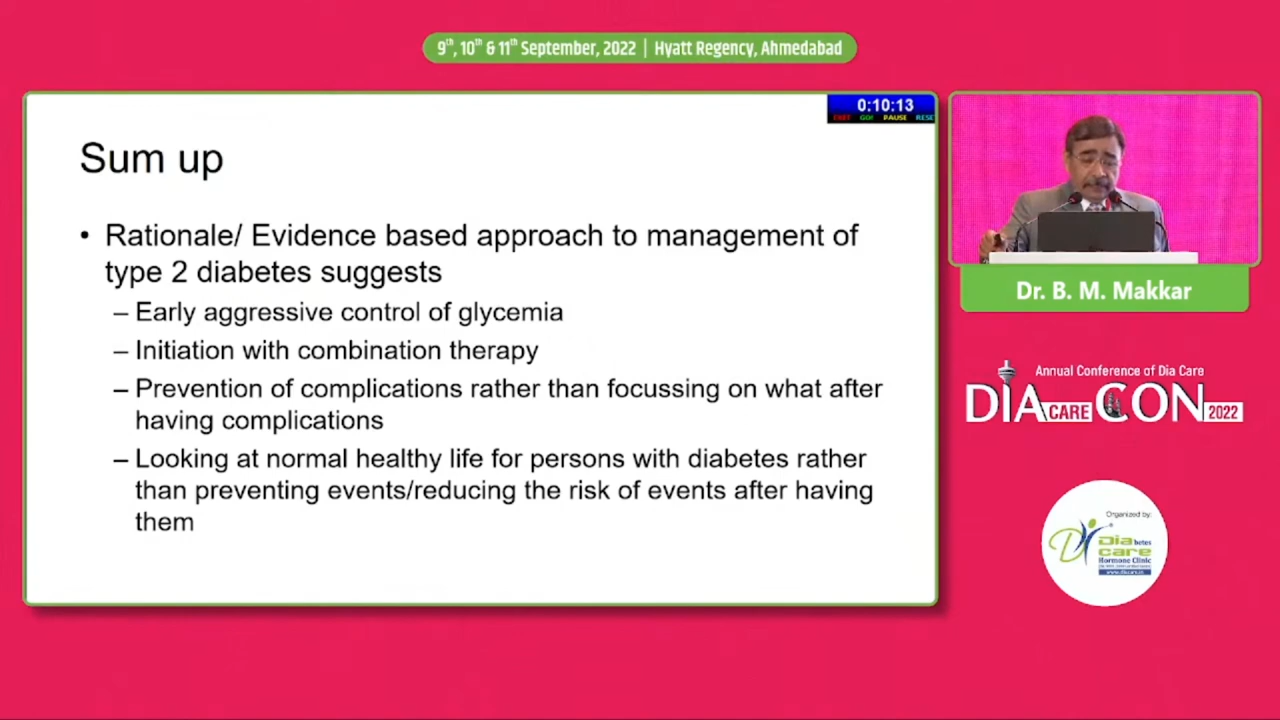 9th, 10th & 11th September, 2022 | Hyatt Regency, Ahmedabad
0:10:13
GO! PAUSE
Sum up
• Rationale/ Evidence based approach to management of
type 2 diabetes suggests
– Early aggressive control of glycemia
– Initiation with combination therapy
– Prevention of complications rather than focussing on what after
having complications
– Looking at normal healthy life for persons with diabetes rather
than preventing events/reducing the risk of events after having
them
Dr. B. M. Makkar
Annual Conference of Dia Care
DIA CARE CON 2022
Organized by:
Diabetes
care
Hormone Clinic